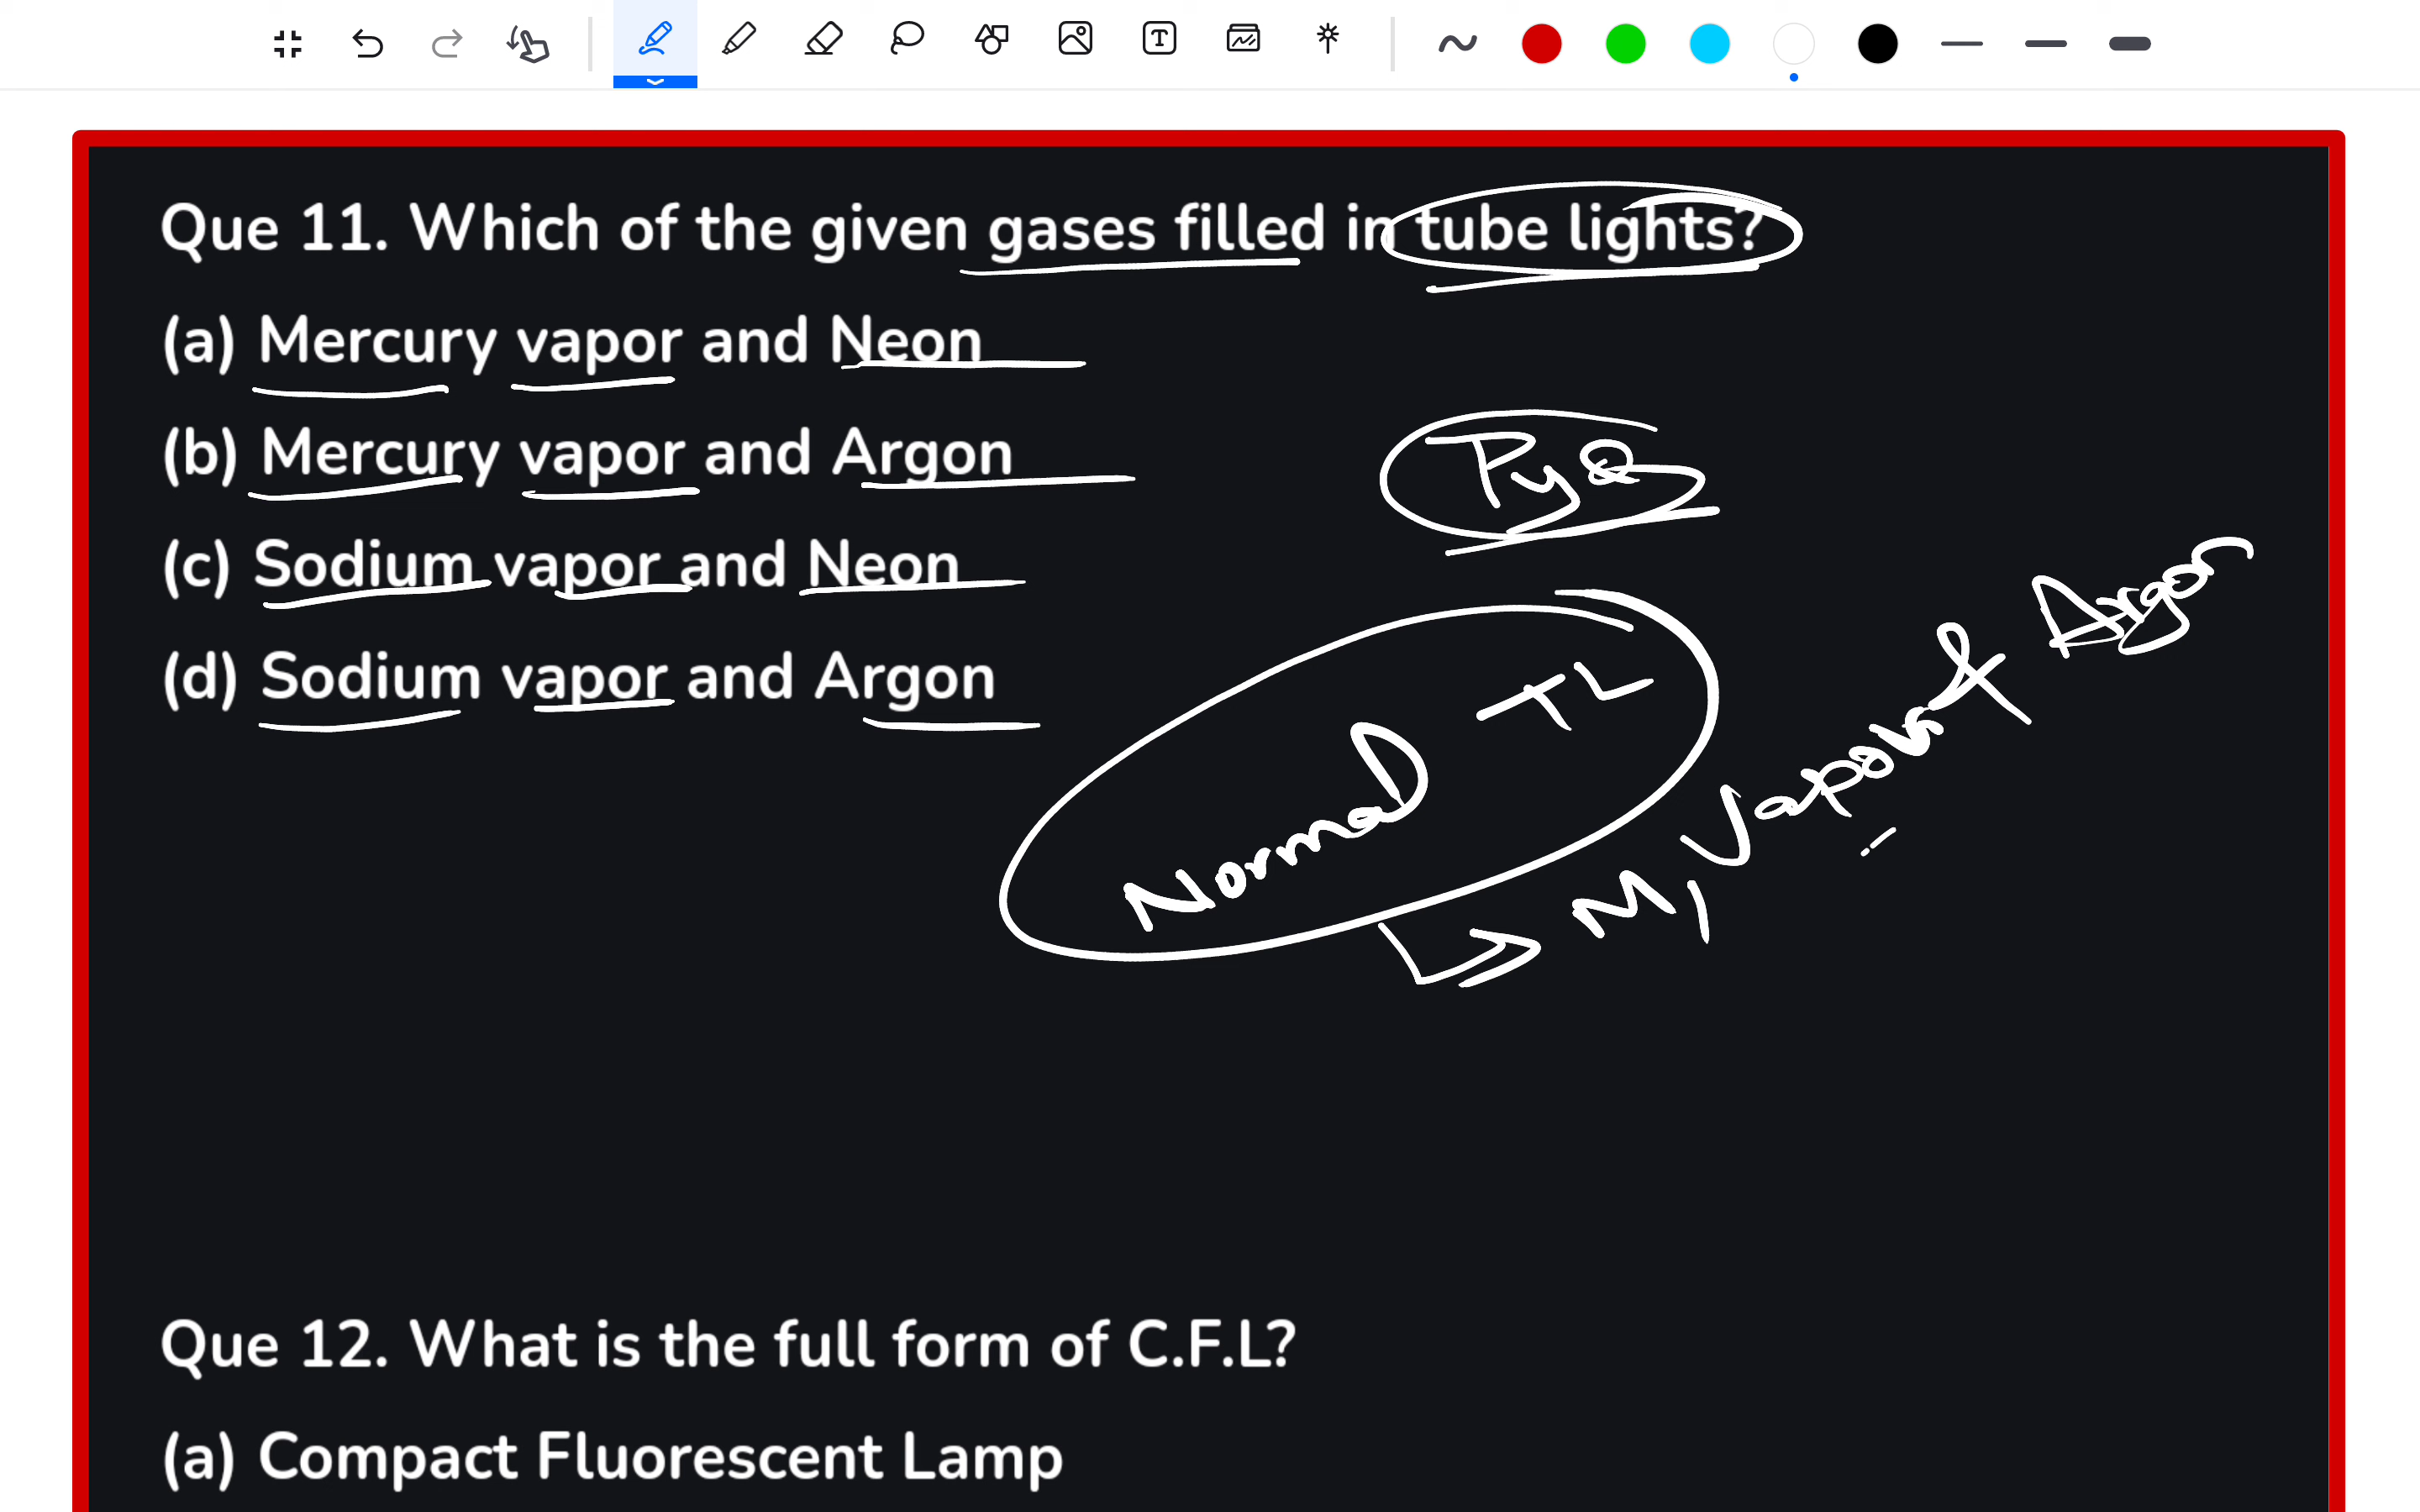 Que 11. Which of the given gases filled in tube lights?
(a) Mercury vapor and Neon
(b) Mercury vapor and Argon
(c) Sodium vapor and Neon
(d) Sodium vapor and Argon
Normal TL
M, Vapour + Argon
Que 12. What is the full form of C.F.L?
(a) Compact Fluorescent Lamp